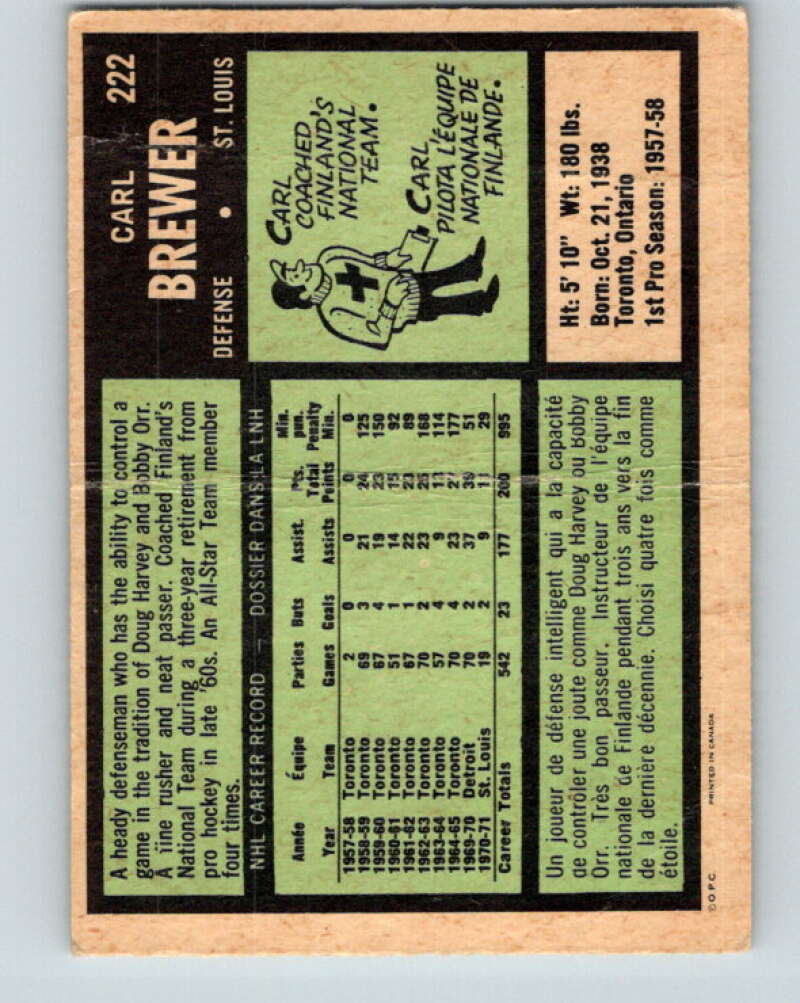 CARL 222
BREWER
DEFENSE • ST. LOUIS
A heady defenseman who has the ability to control a
game in the tradition of Doug Harvey and Bobby Orr.
A fine rusher and neat passer. Coached Finland's
National Team during a three-year retirement from
pro hockey in late '60s. An All-Star Team member
four times.
CARL
COACHED
FINLAND'S
NATIONAL
TEAM.
CARL
PILOTA L'ÉQUIPE
NATIONALE DE
FINLANDE.
NHL CAREER RECORD — DOSSIER DANS LA LNH
Année Équipe Parties Buts Assist. Pts. Total Min. pun.
Year Team Games Goals Assists Points Penalty Min.
1957-58 Toronto 2 0 0 0 0
1958-59 Toronto 69 3 21 24 125
1959-60 Toronto 67 4 19 23 150
1960-61 Toronto 51 1 14 15 92
1961-62 Toronto 67 1 22 23 89
1962-63 Toronto 70 2 23 25 168
1963-64 Toronto 57 4 9 13 114
1964-65 Toronto 70 4 23 27 177
1969-70 Detroit 70 2 37 39 51
1970-71 St. Louis 19 2 9 11 29
Career Totals 542 23 177 200 995
Ht: 5' 10" Wt: 180 lbs.
Born: Oct. 21, 1938
Toronto, Ontario
1st Pro Season: 1957-58
Un joueur de défense intelligent qui a la capacité
de contrôler une joute comme Doug Harvey ou Bobby
Orr. Très bon passeur. Instructeur de l'équipe
nationale de Finlande pendant trois ans vers la fin
de la dernière décennie. Choisi quatre fois comme
étoile.
© O.P.C. PRINTED IN CANADA